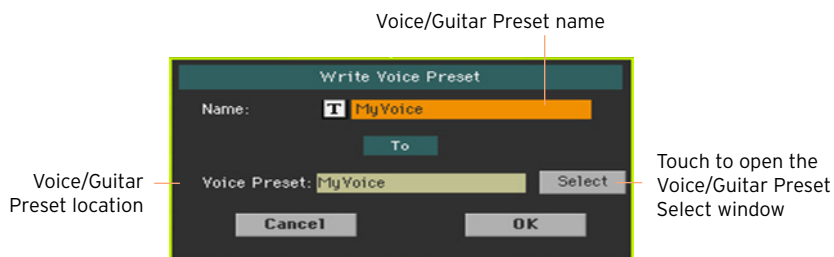 Voice/Guitar Preset name
Write Voice Preset
Name: T MyVoice
To
Voice/Guitar
Preset location
Voice Preset: MyVoice Select
Touch to open the
Voice/Guitar Preset
Select window
Cancel OK